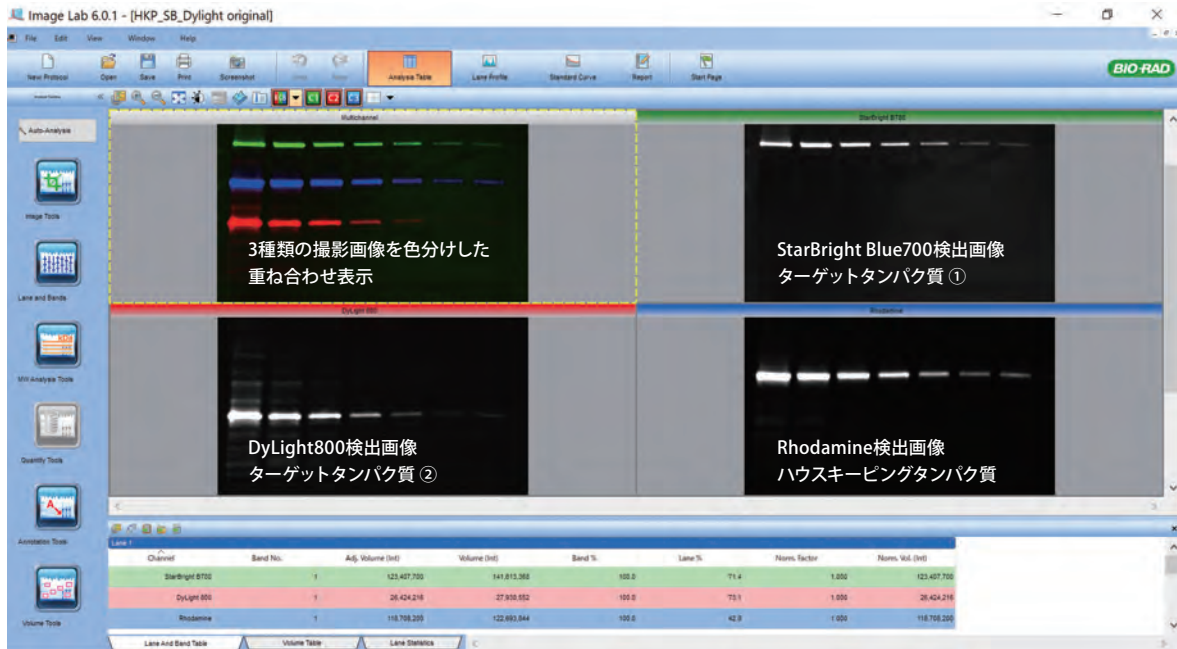 Image Lab 6.0.1 - [HKP_SB_Dylight original]
File Edit View Window Help
New Protocol Open Save Print Screenshot Analysis Table Lane Profile Standard Curve Report Start Page
BIO-RAD
C1 C2 C3
Auto-Analysis
Image Tools
Lane and Bands
MW Analysis Tools
Quantity Tools
Annotation Tools
Volume Tools
Multichannel
3種類の撮影画像を色分けした
重ね合わせ表示
StarBright B700
StarBright Blue700検出画像
ターゲットタンパク質 ①
DyLight 800
DyLight800検出画像
ターゲットタンパク質 ②
Rhodamine
Rhodamine検出画像
ハウスキーピングタンパク質
Lane 1
Channel Band No. Adj. Volume (Int) Volume (Int) Band % Lane % Norm. Factor Norm. Vol. (Int)
StarBright B700 1 123,407,700 100.0 71.4 1.000 123,407,700
DyLight 800 1 26,424,216 100.0 73.1 1.000 26,424,216
Rhodamine 1 118,708,200 122,693,844 100.0 42.9 1.000 118,708,200
Lane And Band Table Volume Table Lane Statistics